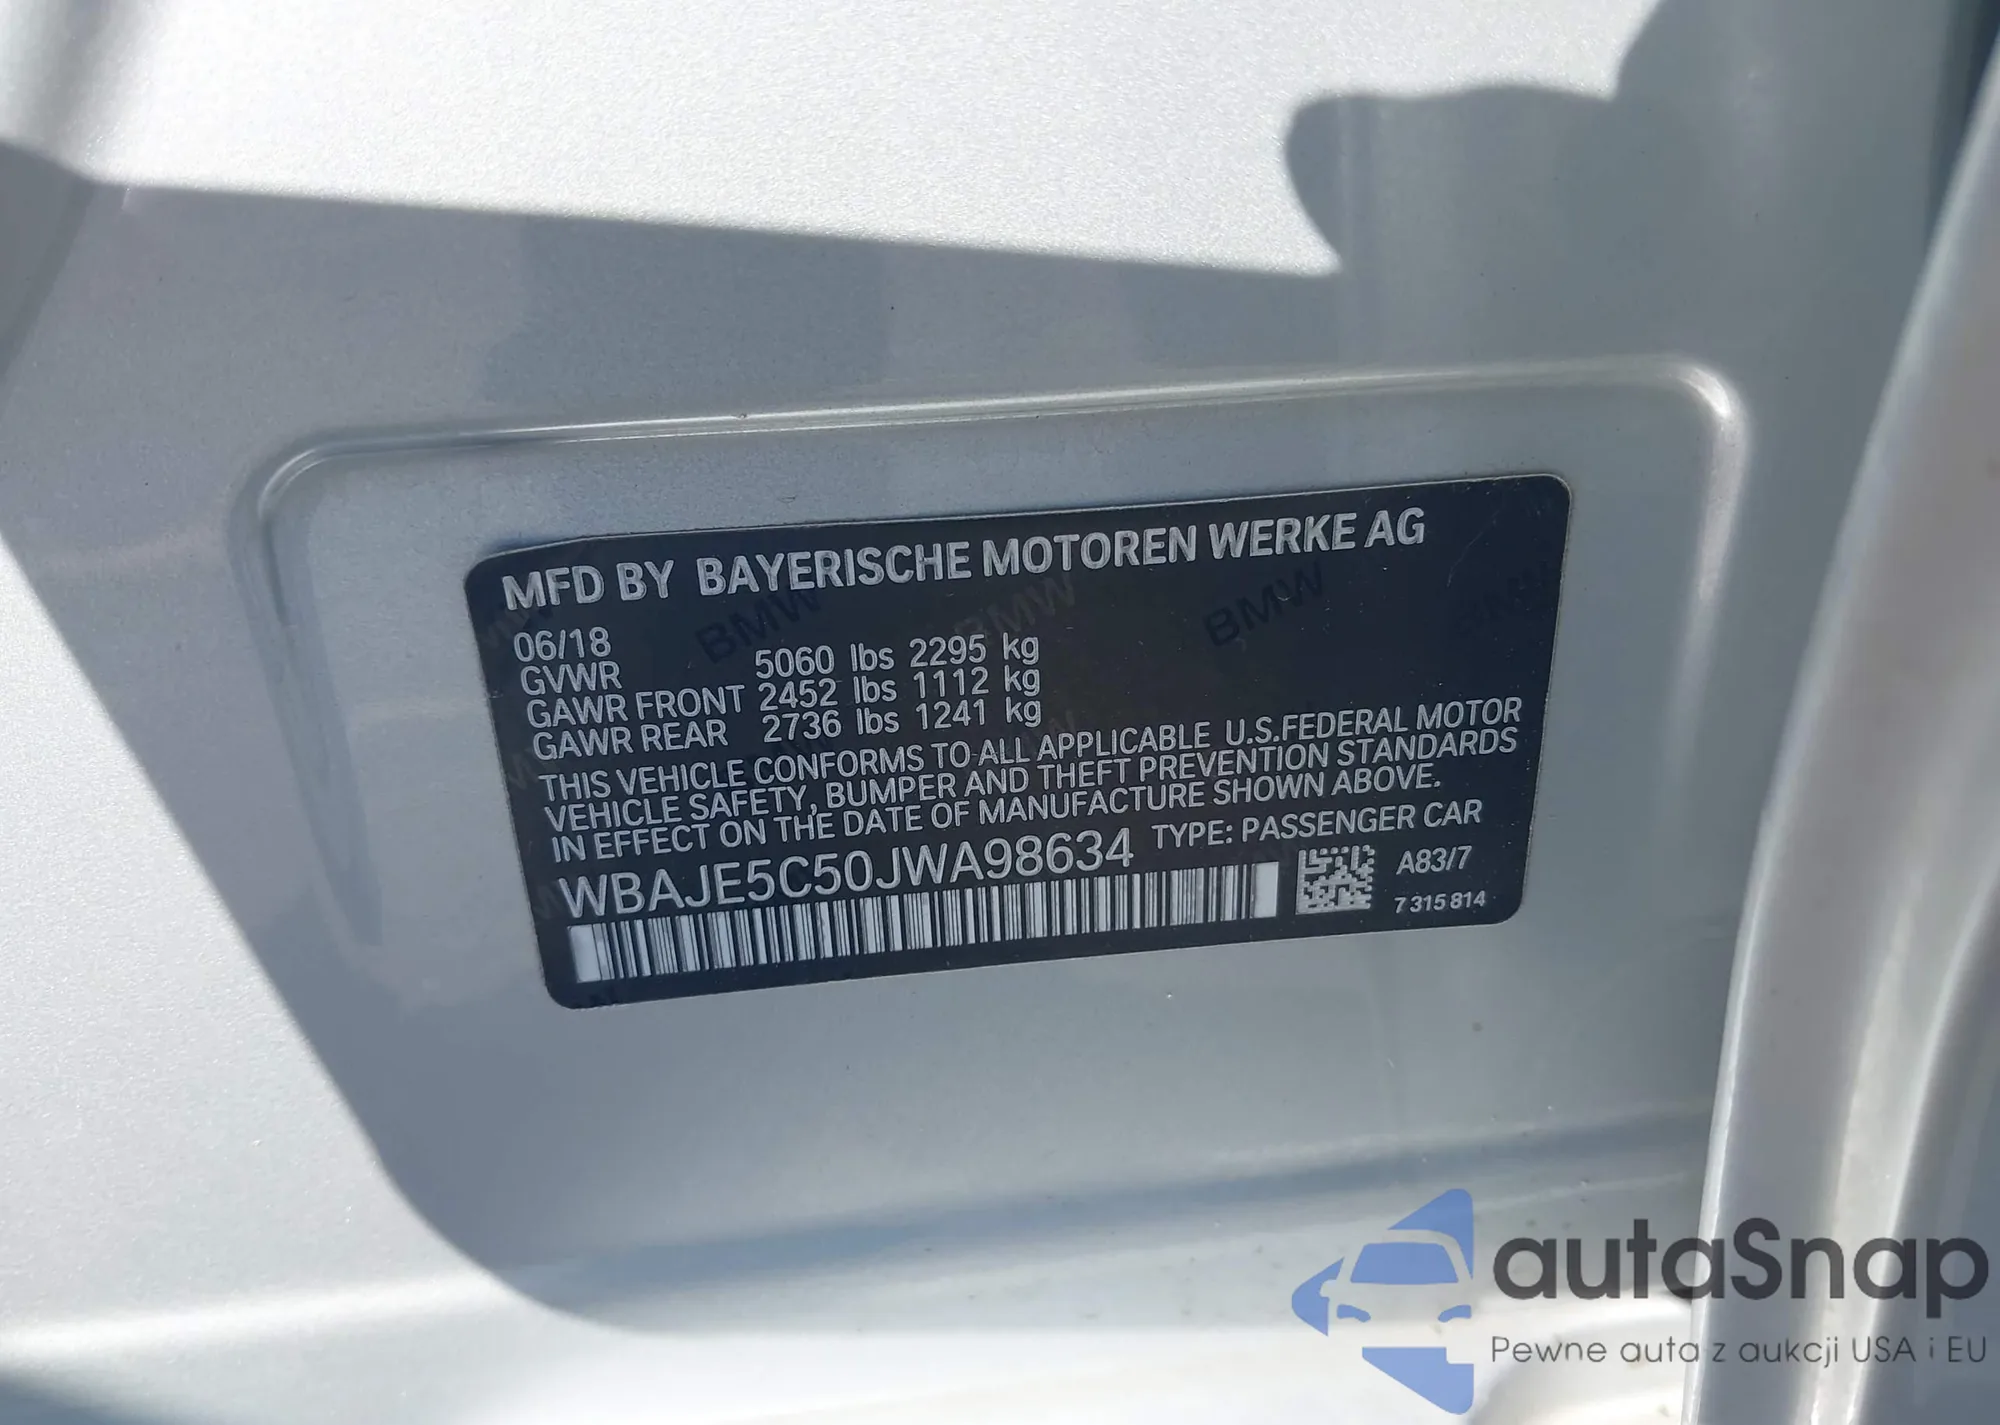 MFD BY BAYERISCHE MOTOREN WERKE AG
06/18
GVWR 5060 lbs 2295 kg
GAWR FRONT 2452 lbs 1112 kg
GAWR REAR 2736 lbs 1241 kg
THIS VEHICLE CONFORMS TO ALL APPLICABLE U.S.FEDERAL MOTOR
VEHICLE SAFETY, BUMPER AND THEFT PREVENTION STANDARDS
IN EFFECT ON THE DATE OF MANUFACTURE SHOWN ABOVE.
WBAJE5C50JWA98634 TYPE: PASSENGER CAR
A83/7
7 315 814
BMW BMW BMW
autaSnap
Pewne auta z aukcji USA i EU